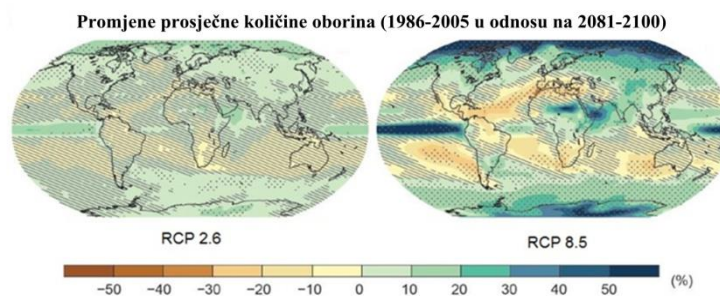 Promjene prosječne količine oborina (1986-2005 u odnosu na 2081-2100)
RCP 2.6
RCP 8.5
−50 −40 −30 −20 −10 0 10 20 30 40 50 (%)